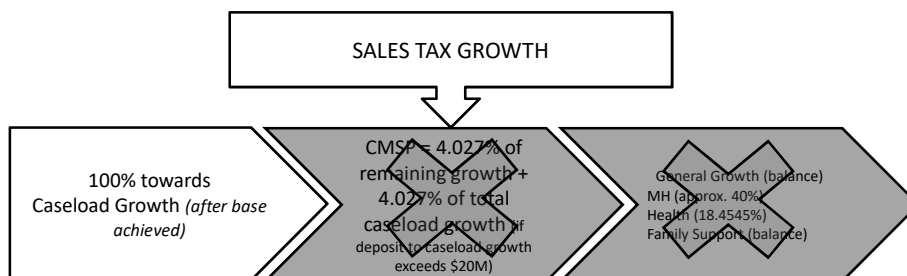 SALES TAX GROWTH
100% towards
Caseload Growth (after base
achieved)
CMSP = 4.027% of
remaining growth +
4.027% of total
caseload growth (if
deposit to caseload growth
exceeds $20M)
General Growth (balance)
MH (approx. 40%)
Health (18.4545%)
Family Support (balance)